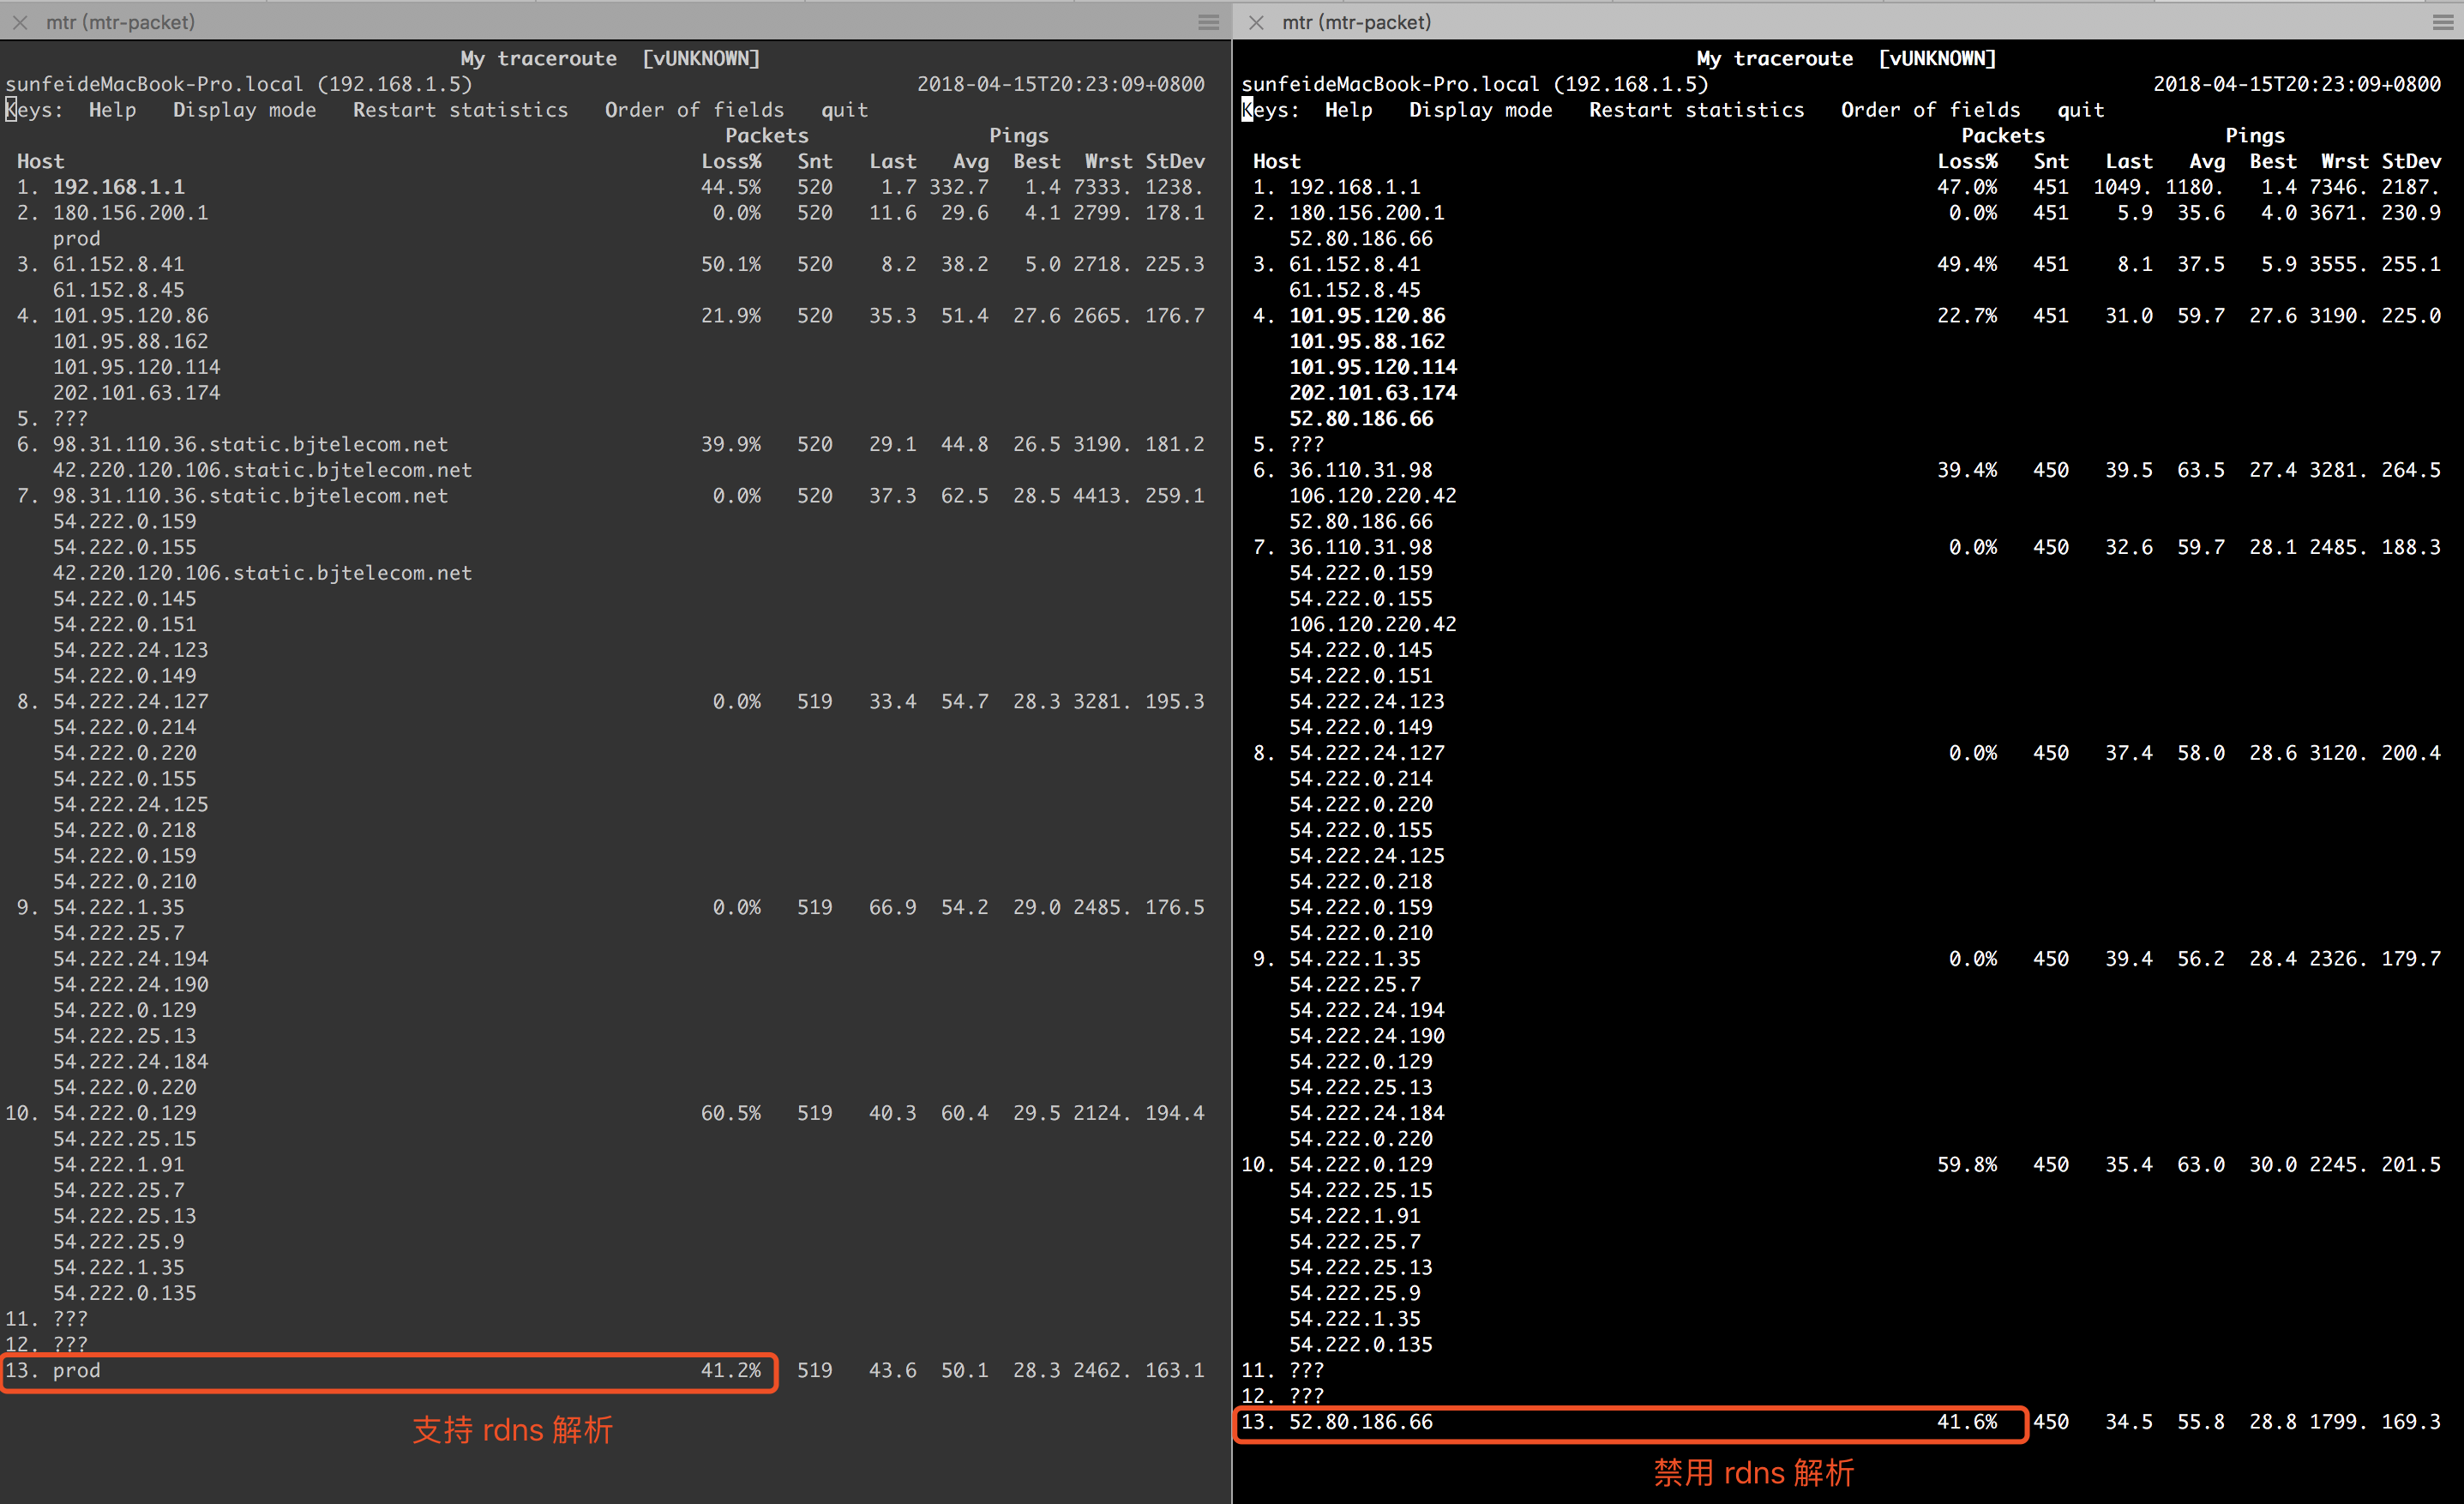 mtr (mtr-packet)
My traceroute  [vUNKNOWN]
sunfeideMacBook-Pro.local (192.168.1.5) 2018-04-15T20:23:09+0800
Keys:  Help   Display mode   Restart statistics   Order of fields   quit
Packets Pings
Host Loss% Snt Last Avg Best Wrst StDev
1. 192.168.1.1 44.5% 520 1.7 332.7 1.4 7333. 1238.
2. 180.156.200.1 0.0% 520 11.6 29.6 4.1 2799. 178.1
prod
3. 61.152.8.41 50.1% 520 8.2 38.2 5.0 2718. 225.3
61.152.8.45
4. 101.95.120.86 21.9% 520 35.3 51.4 27.6 2665. 176.7
101.95.88.162
101.95.120.114
202.101.63.174
5. ???
6. 98.31.110.36.static.bjtelecom.net 39.9% 520 29.1 44.8 26.5 3190. 181.2
42.220.120.106.static.bjtelecom.net
7. 98.31.110.36.static.bjtelecom.net 0.0% 520 37.3 62.5 28.5 4413. 259.1
54.222.0.159
54.222.0.155
42.220.120.106.static.bjtelecom.net
54.222.0.145
54.222.0.151
54.222.24.123
54.222.0.149
8. 54.222.24.127 0.0% 519 33.4 54.7 28.3 3281. 195.3
54.222.0.214
54.222.0.220
54.222.0.155
54.222.24.125
54.222.0.218
54.222.0.159
54.222.0.210
9. 54.222.1.35 0.0% 519 66.9 54.2 29.0 2485. 176.5
54.222.25.7
54.222.24.194
54.222.24.190
54.222.0.129
54.222.25.13
54.222.24.184
54.222.0.220
10. 54.222.0.129 60.5% 519 40.3 60.4 29.5 2124. 194.4
54.222.25.15
54.222.1.91
54.222.25.7
54.222.25.13
54.222.25.9
54.222.1.35
54.222.0.135
11. ???
12. ???
13. prod 41.2% 519 43.6 50.1 28.3 2462. 163.1
支持 rdns 解析
mtr (mtr-packet)
My traceroute  [vUNKNOWN]
sunfeideMacBook-Pro.local (192.168.1.5) 2018-04-15T20:23:09+0800
Keys:  Help   Display mode   Restart statistics   Order of fields   quit
Packets Pings
Host Loss% Snt Last Avg Best Wrst StDev
1. 192.168.1.1 47.0% 451 1049. 1180. 1.4 7346. 2187.
2. 180.156.200.1 0.0% 451 5.9 35.6 4.0 3671. 230.9
52.80.186.66
3. 61.152.8.41 49.4% 451 8.1 37.5 5.9 3555. 255.1
61.152.8.45
4. 101.95.120.86 22.7% 451 31.0 59.7 27.6 3190. 225.0
101.95.88.162
101.95.120.114
202.101.63.174
52.80.186.66
5. ???
6. 36.110.31.98 39.4% 450 39.5 63.5 27.4 3281. 264.5
106.120.220.42
52.80.186.66
7. 36.110.31.98 0.0% 450 32.6 59.7 28.1 2485. 188.3
54.222.0.159
54.222.0.155
106.120.220.42
54.222.0.145
54.222.0.151
54.222.24.123
54.222.0.149
8. 54.222.24.127 0.0% 450 37.4 58.0 28.6 3120. 200.4
54.222.0.214
54.222.0.220
54.222.0.155
54.222.24.125
54.222.0.218
54.222.0.159
54.222.0.210
9. 54.222.1.35 0.0% 450 39.4 56.2 28.4 2326. 179.7
54.222.25.7
54.222.24.194
54.222.24.190
54.222.0.129
54.222.25.13
54.222.24.184
54.222.0.220
10. 54.222.0.129 59.8% 450 35.4 63.0 30.0 2245. 201.5
54.222.25.15
54.222.1.91
54.222.25.7
54.222.25.13
54.222.25.9
54.222.1.35
54.222.0.135
11. ???
12. ???
13. 52.80.186.66 41.6% 450 34.5 55.8 28.8 1799. 169.3
禁用 rdns 解析